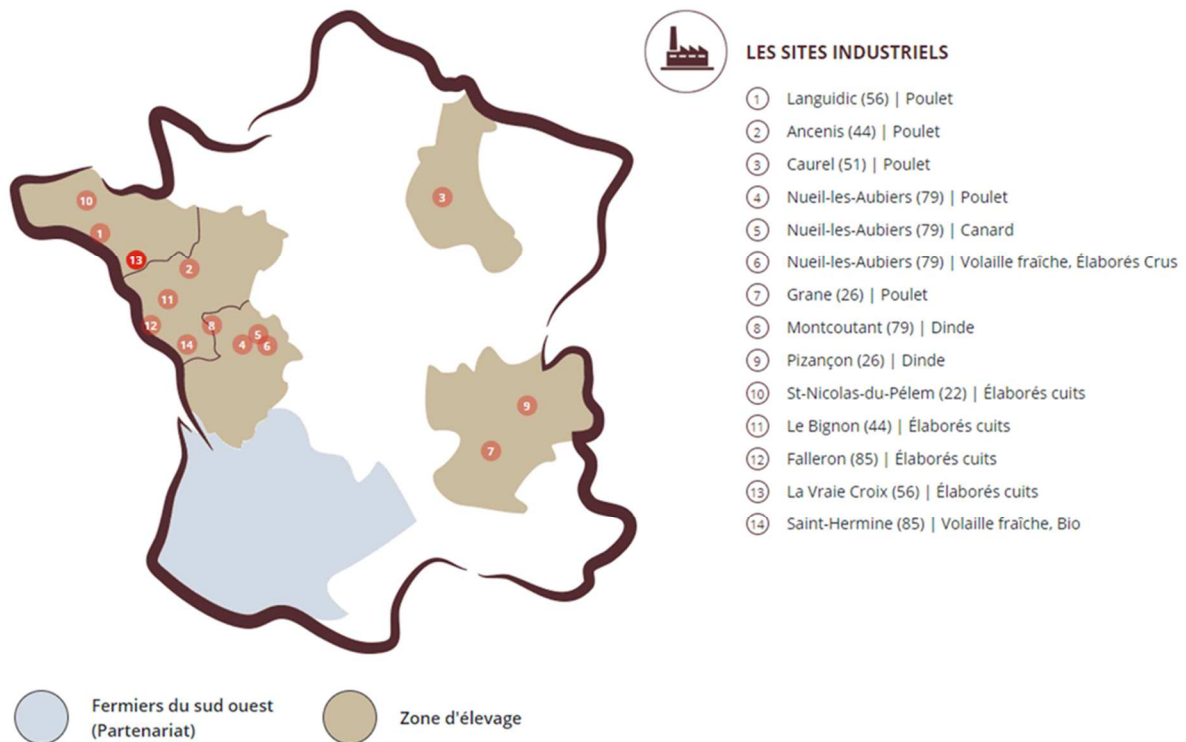 LES SITES INDUSTRIELS
1 Languidic (56) | Poulet
2 Ancenis (44) | Poulet
3 Caurel (51) | Poulet
4 Nueil-les-Aubiers (79) | Poulet
5 Nueil-les-Aubiers (79) | Canard
6 Nueil-les-Aubiers (79) | Volaille fraîche, Élaborés Crus
7 Grane (26) | Poulet
8 Montcoutant (79) | Dinde
9 Pizançon (26) | Dinde
10 St-Nicolas-du-Pélem (22) | Élaborés cuits
11 Le Bignon (44) | Élaborés cuits
12 Falleron (85) | Élaborés cuits
13 La Vraie Croix (56) | Élaborés cuits
14 Saint-Hermine (85) | Volaille fraîche, Bio
10
1
13
2
11
12
8
14
4
5
6
3
9
7
Fermiers du sud ouest
(Partenariat)
Zone d'élevage